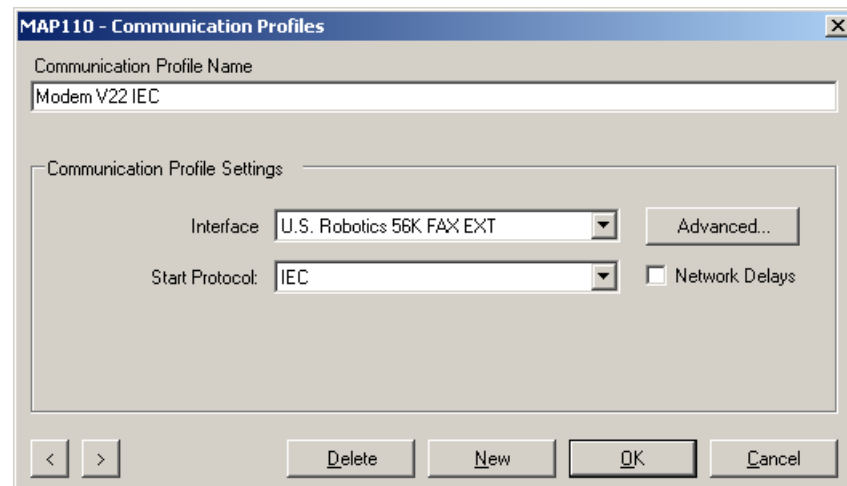 MAP110 - Communication Profiles
Communication Profile Name
Modem V22 IEC
Communication Profile Settings
Interface U.S. Robotics 56K FAX EXT Advanced...
Start Protocol: IEC Network Delays
< > Delete New OK Cancel